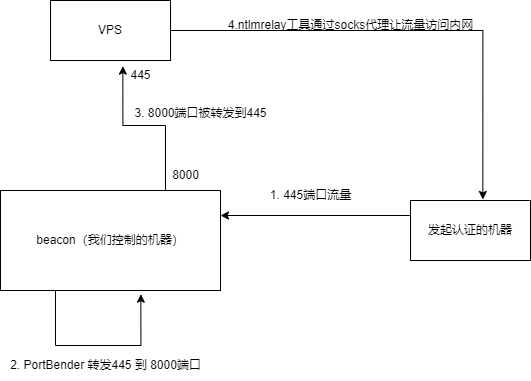 VPS
4.ntlmrelay工具通过socks代理让流量访问内网
445
3. 8000端口被转发到445
8000
1. 445端口流量
beacon（我们控制的机器）
发起认证的机器
2. PortBender 转发445 到 8000端口